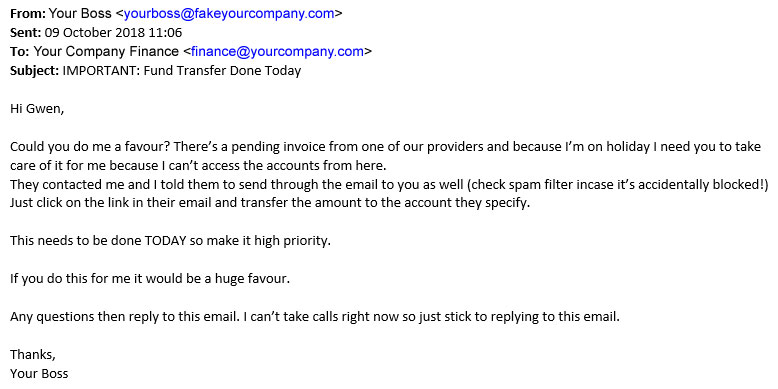 From: Your Boss <yourboss@fakeyourcompany.com>
Sent: 09 October 2018 11:06
To: Your Company Finance <finance@yourcompany.com>
Subject: IMPORTANT: Fund Transfer Done Today
Hi Gwen,
Could you do me a favour? There's a pending invoice from one of our providers and because I'm on holiday I need you to take
care of it for me because I can't access the accounts from here.
They contacted me and I told them to send through the email to you as well (check spam filter incase it's accidentally blocked!)
Just click on the link in their email and transfer the amount to the account they specify.
This needs to be done TODAY so make it high priority.
If you do this for me it would be a huge favour.
Any questions then reply to this email. I can't take calls right now so just stick to replying to this email.
Thanks,
Your Boss